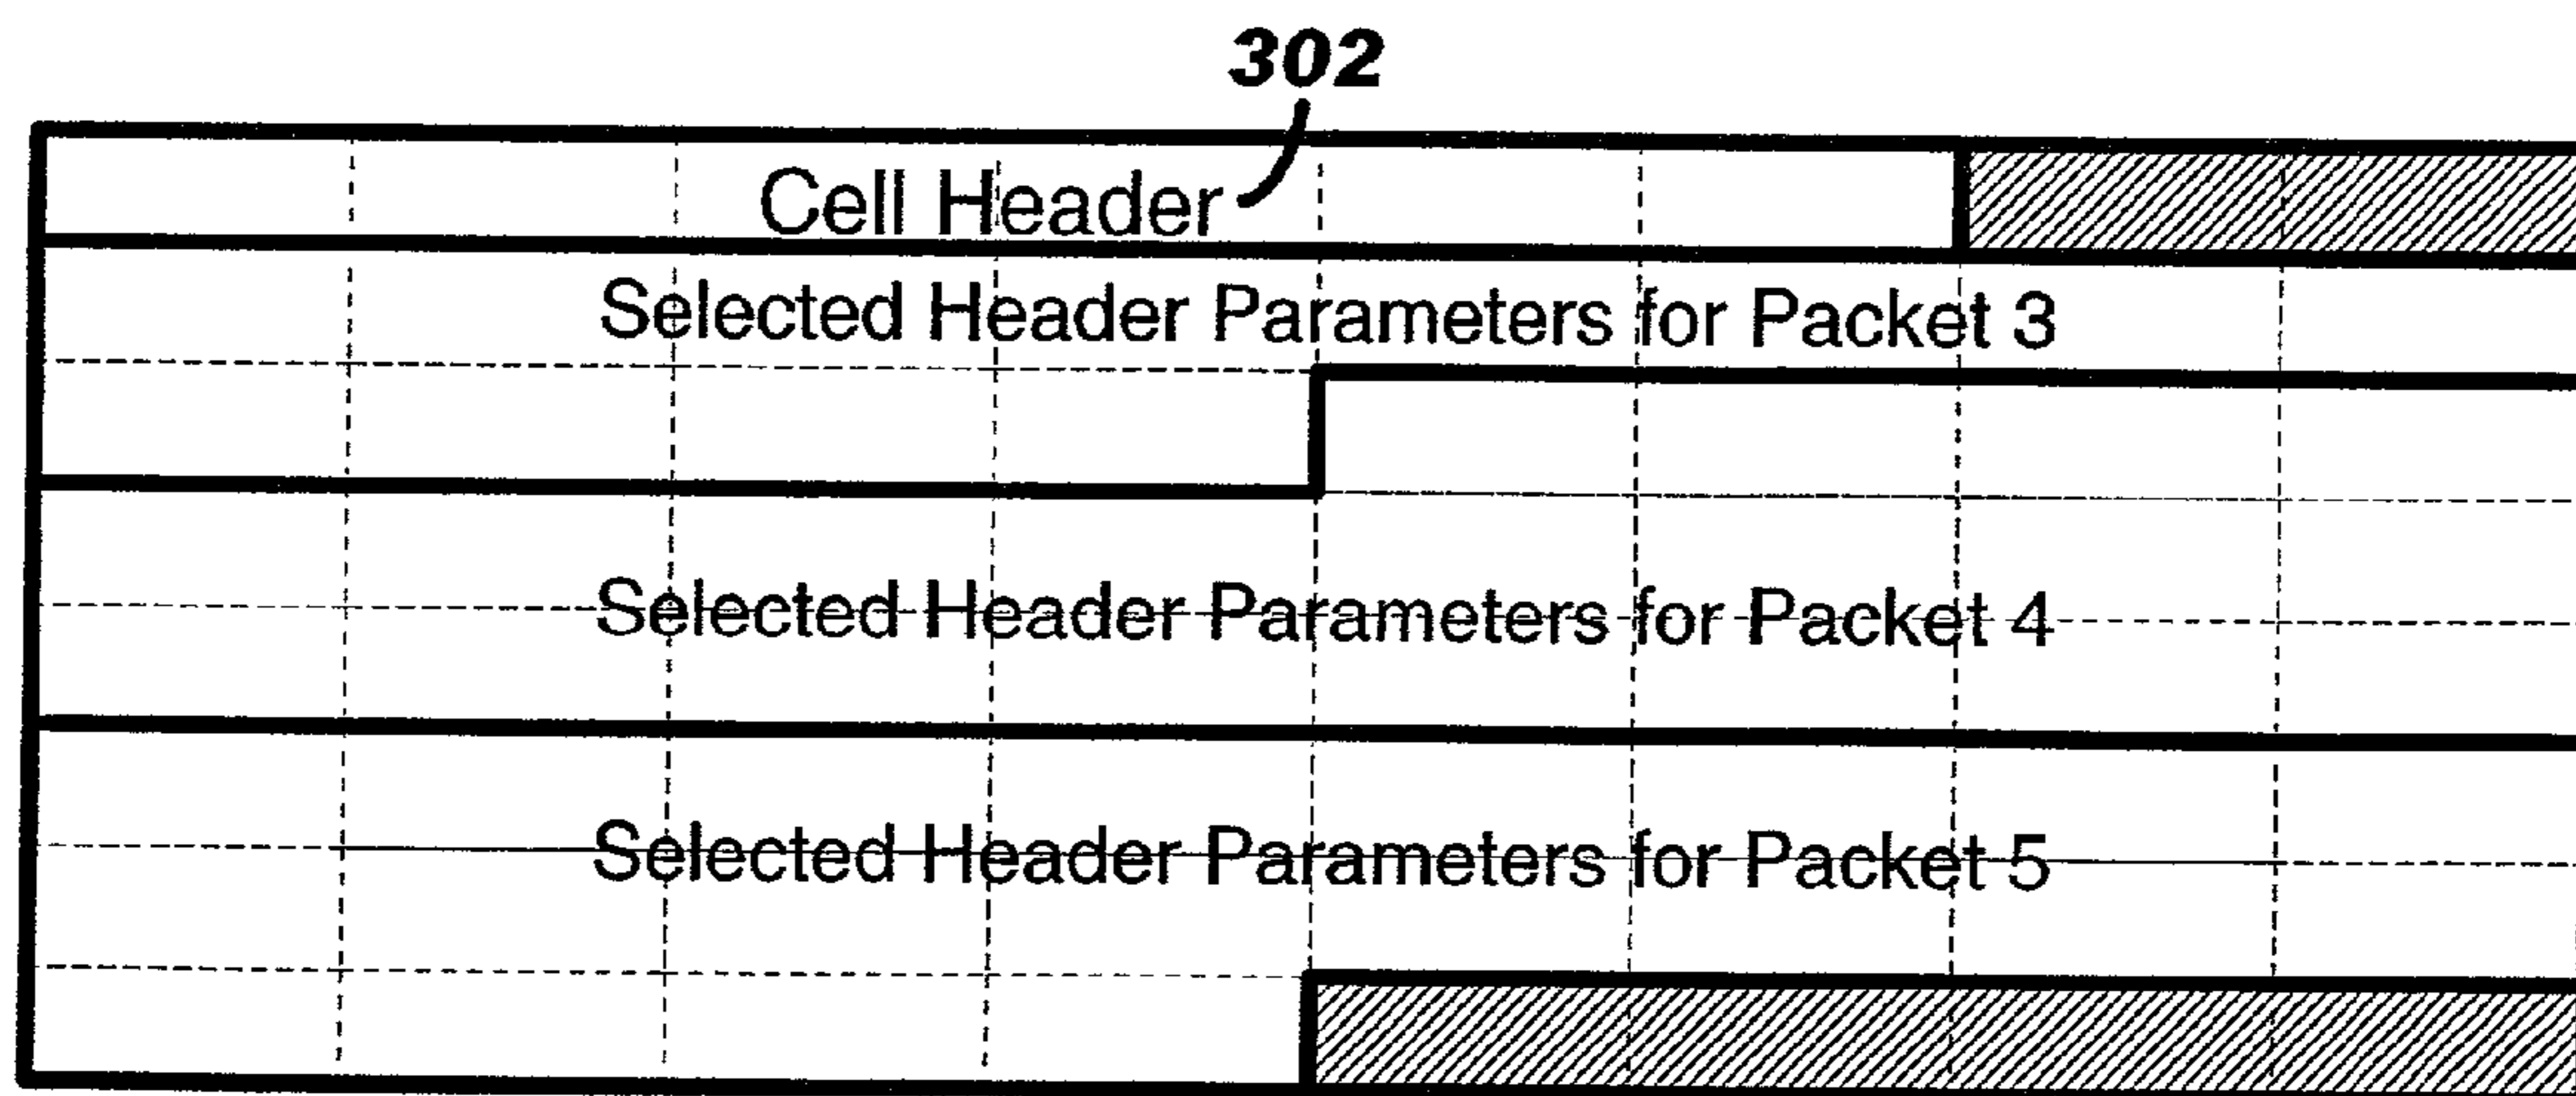 302
Cell Header
Selected Header Parameters for Packet 3
Selected Header Parameters for Packet 4
Selected Header Parameters for Packet 5